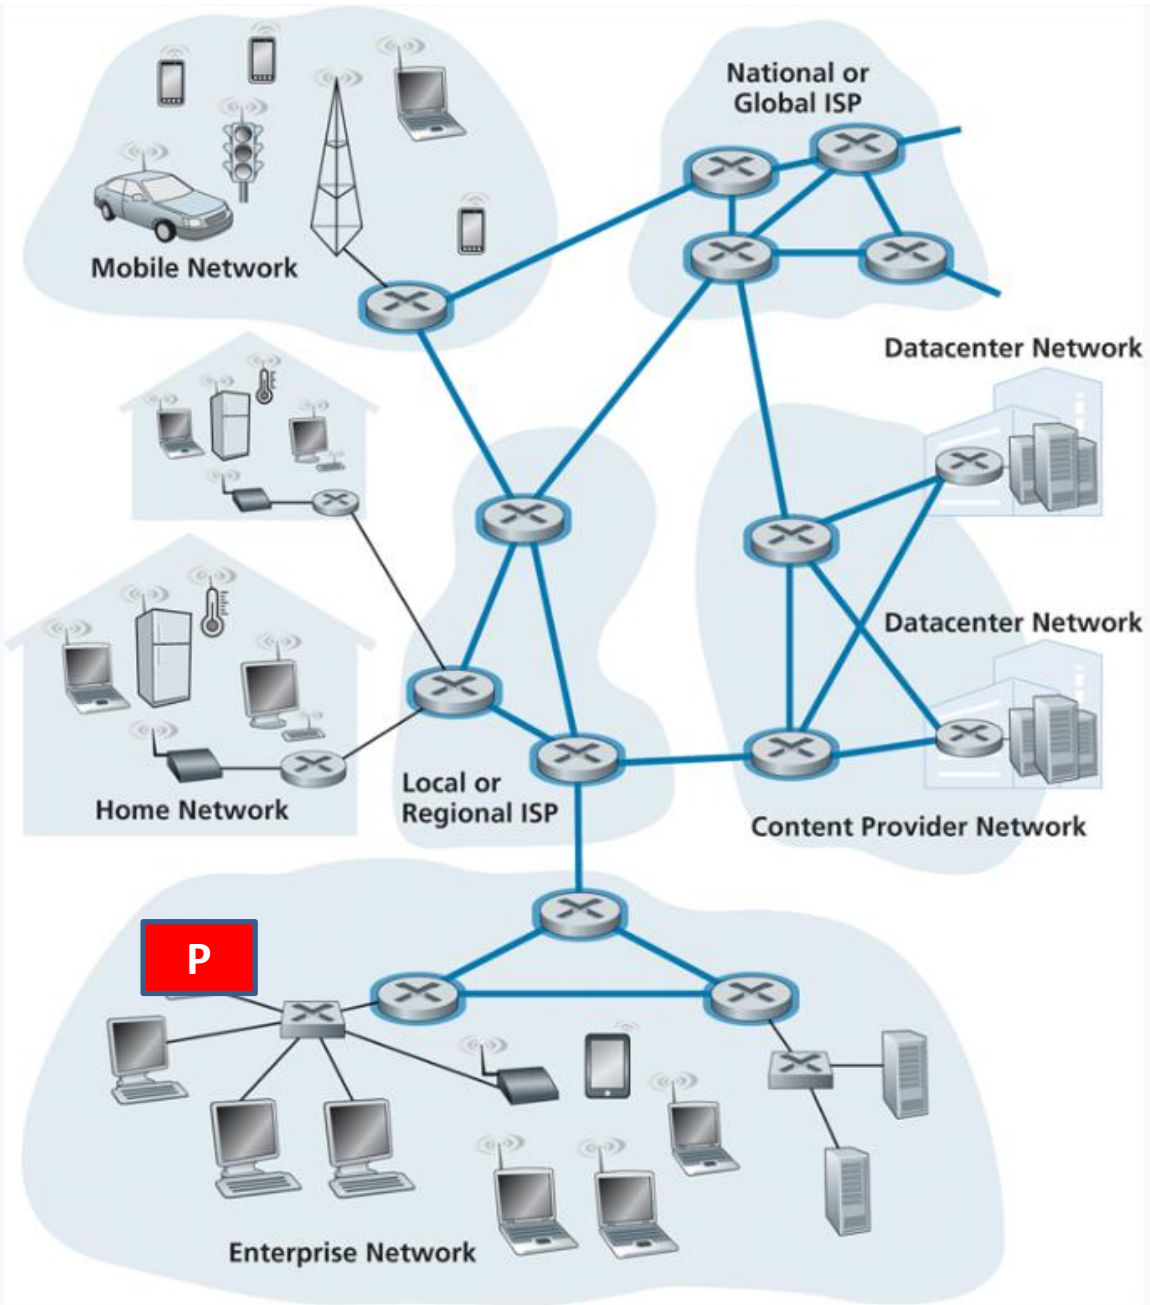 National or
Global ISP
Mobile Network
Datacenter Network
Datacenter Network
Local or
Regional ISP
Home Network
Content Provider Network
P
Enterprise Network